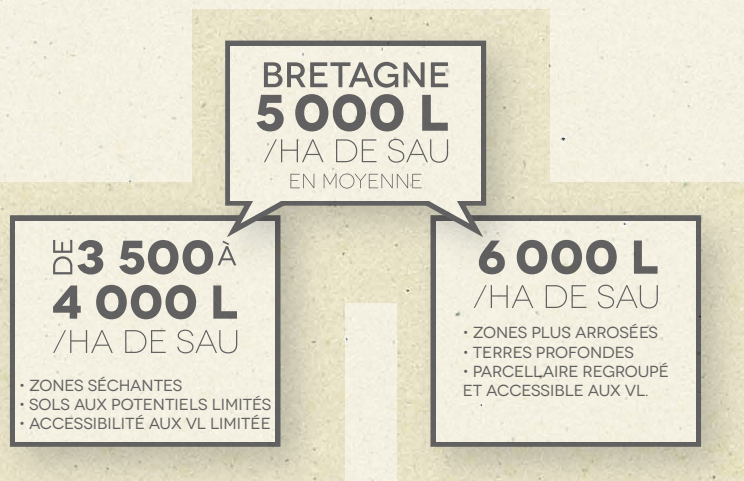 BRETAGNE
5 000 L
/HA DE SAU
EN MOYENNE
DE 3 500 À
4 000 L
/HA DE SAU
• ZONES SÉCHANTES
• SOLS AUX POTENTIELS LIMITÉS
• ACCESSIBILITÉ AUX VL LIMITÉE
6 000 L
/HA DE SAU
• ZONES PLUS ARROSÉES
• TERRES PROFONDES
• PARCELLAIRE REGROUPÉ
ET ACCESSIBLE AUX VL.